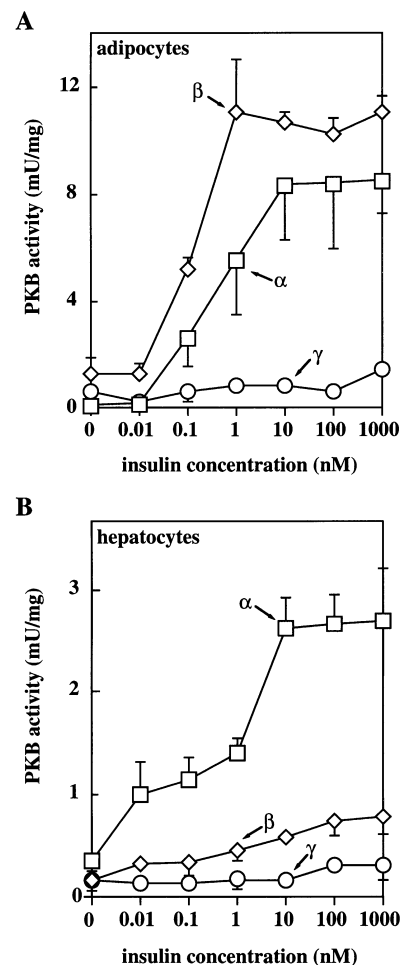 A
adipocytes
12
8
4
0
PKB activity (mU/mg)
β
α
γ
0 0.01 0.1 1 10 100 1000
insulin concentration (nM)
B
hepatocytes
3
2
1
0
PKB activity (mU/mg)
α
β
γ
0 0.01 0.1 1 10 100 1000
insulin concentration (nM)